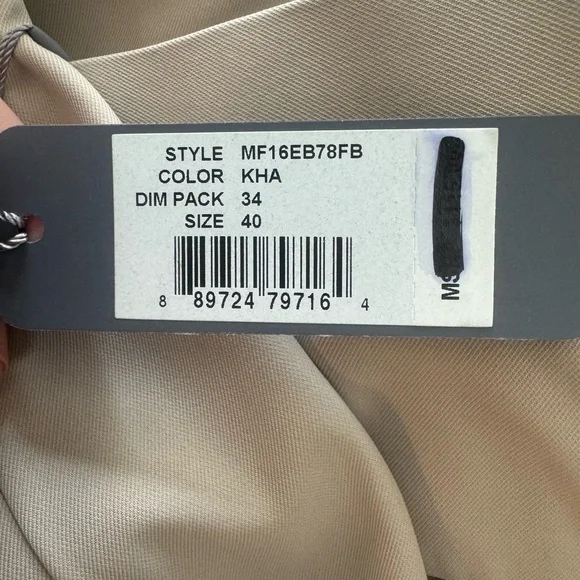 STYLE MF16EB78FB
COLOR KHA
DIM PACK 34
SIZE 40
8 89724 79716 4